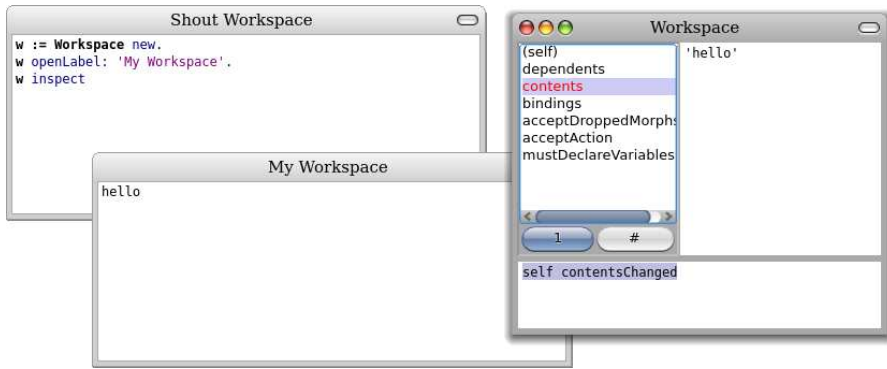 Shout Workspace
w := Workspace new.
w openLabel: 'My Workspace'.
w inspect
My Workspace
hello
Workspace
(self)
dependents
contents
bindings
acceptDroppedMorphs
acceptAction
mustDeclareVariables
1
#
'hello'
self contentsChanged